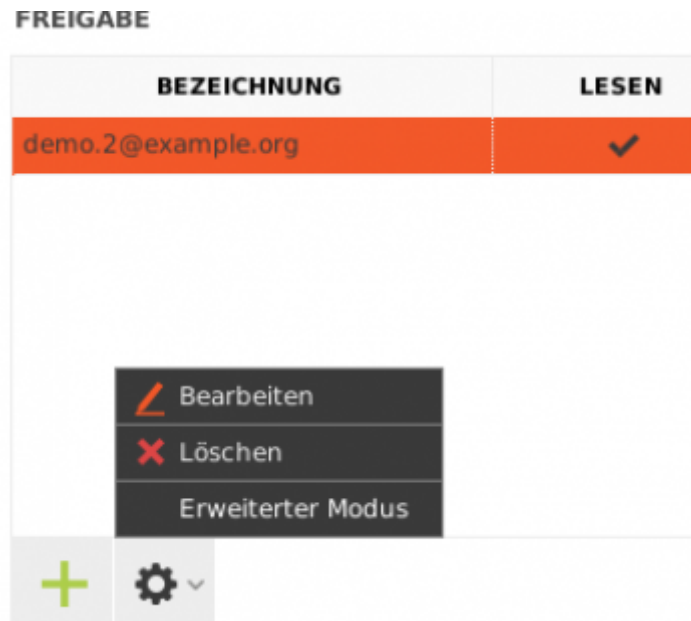 FREIGABE
BEZEICHNUNG LESEN
demo.2@example.org
Bearbeiten
Löschen
Erweiterter Modus